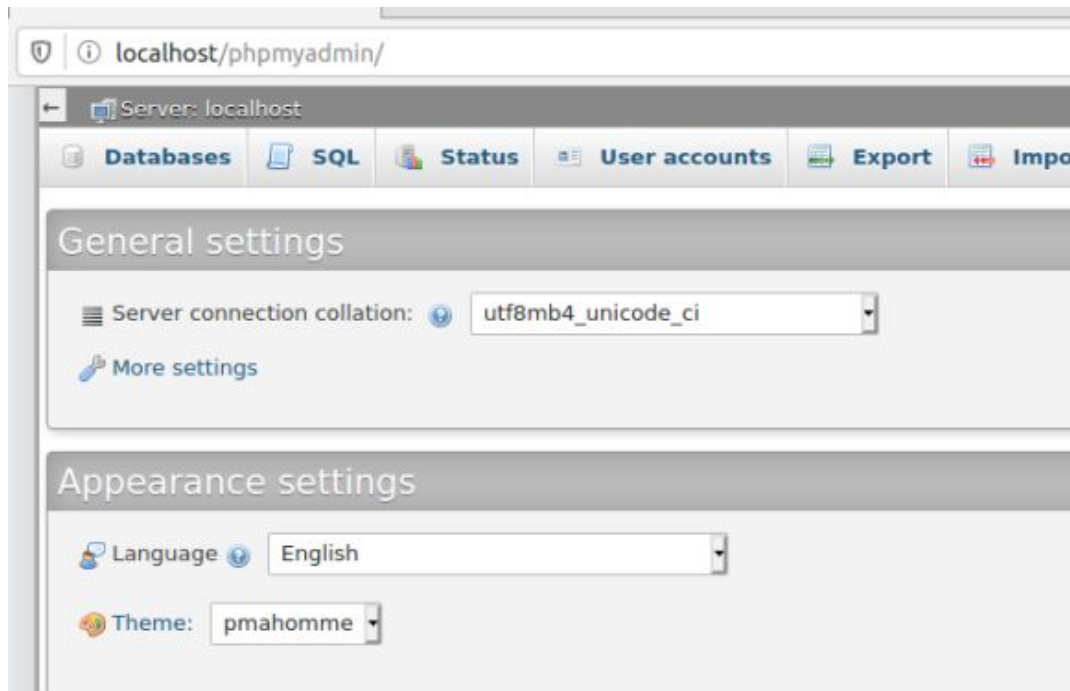 localhost/phpmyadmin/
Server: localhost
Databases SQL Status User accounts Export Impo
General settings
Server connection collation: utf8mb4_unicode_ci
More settings
Appearance settings
Language English
Theme: pmahomme